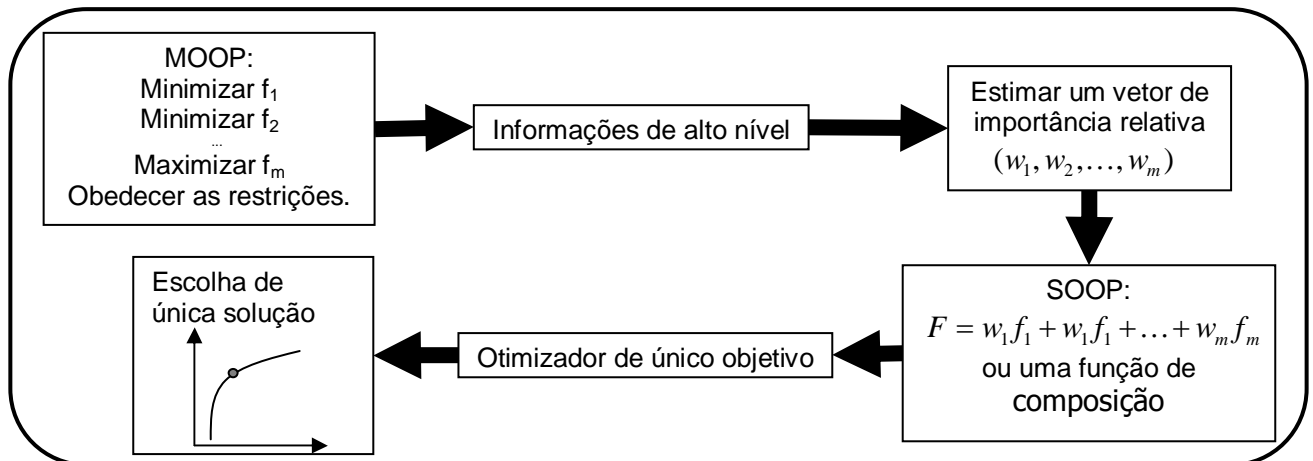 MOOP:
Minimizar f₁
Minimizar f₂
...
Maximizar fₘ
Obedecer as restrições.
Informações de alto nível
Estimar um vetor de
importância relativa
(w₁, w₂,..., wₘ)
SOOP:
F = w₁f₁ + w₁f₁ + ... + wₘfₘ
ou uma função de
composição
Otimizador de único objetivo
Escolha de
única solução